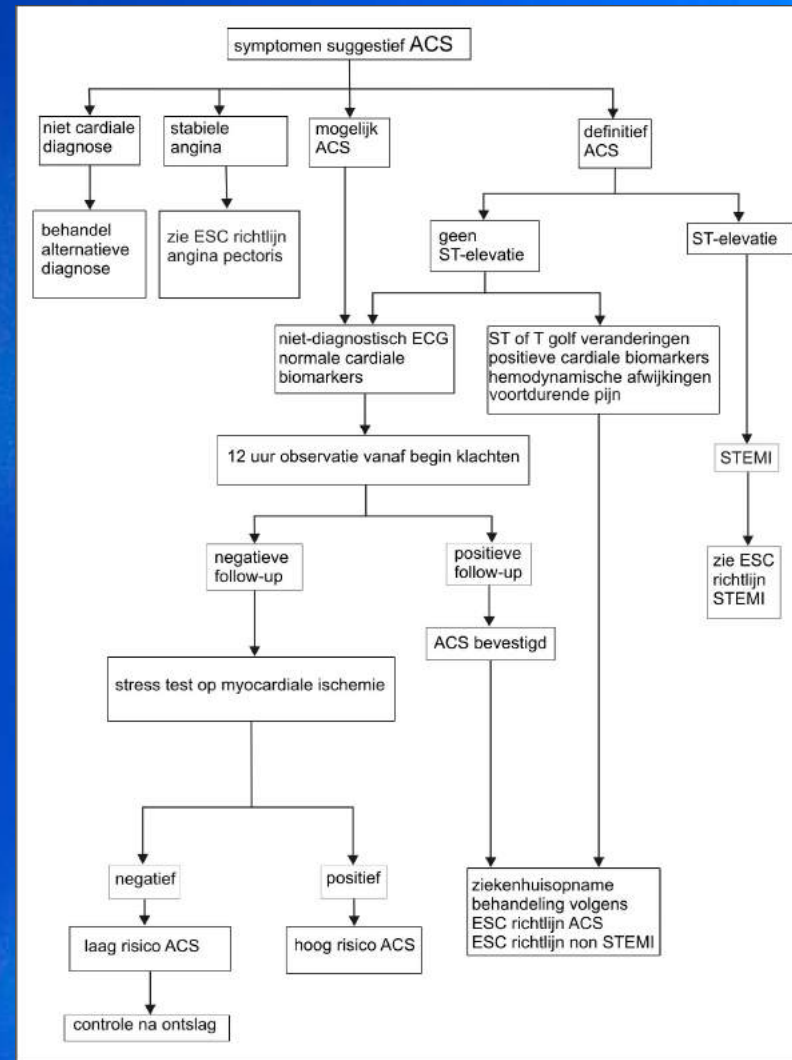 symptomen suggestief ACS
niet cardiale
diagnose
stabiele
angina
mogelijk
ACS
definitief
ACS
behandel
alternatieve
diagnose
zie ESC richtlijn
angina pectoris
geen
ST-elevatie
ST-elevatie
niet-diagnostisch ECG
normale cardiale
biomarkers
ST of T golf veranderingen
positieve cardiale biomarkers
hemodynamische afwijkingen
voortdurende pijn
12 uur observatie vanaf begin klachten
STEMI
negatieve
follow-up
positieve
follow-up
zie ESC
richtlijn
STEMI
ACS bevestigd
stress test op myocardiale ischemie
negatief
positief
ziekenhuisopname
behandeling volgens
ESC richtlijn ACS
ESC richtlijn non STEMI
laag risico ACS
hoog risico ACS
controle na ontslag